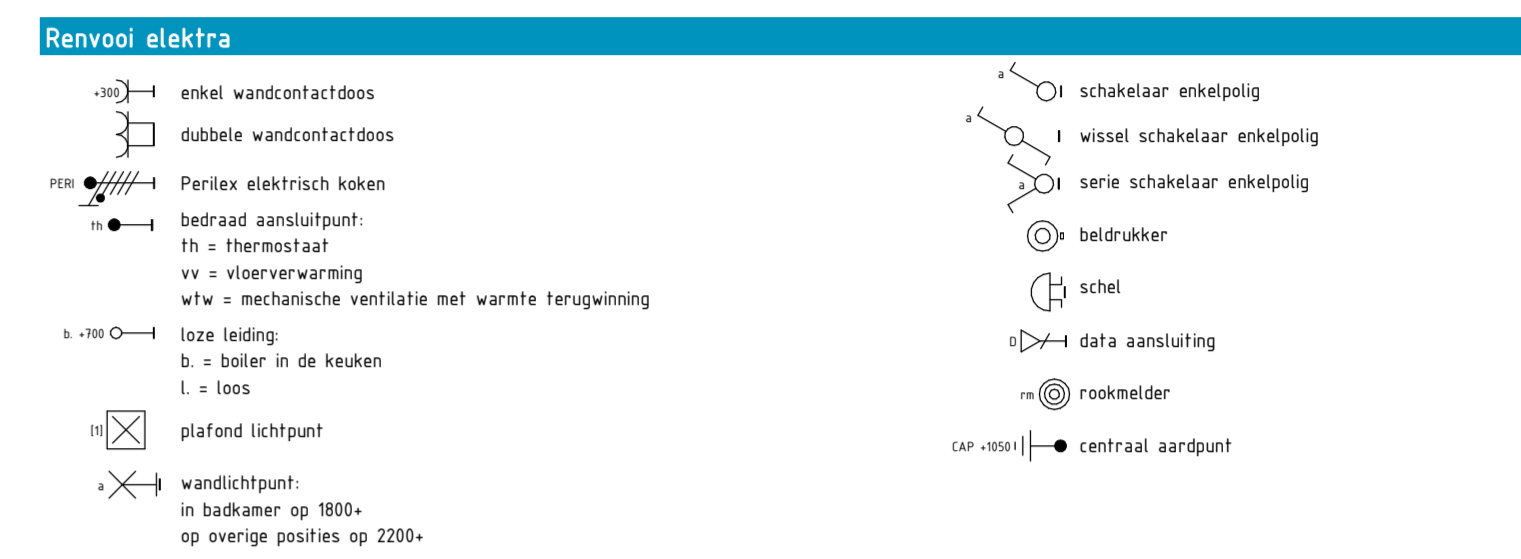 Renvooi elektra
+300 enkel wandcontactdoos
dubbele wandcontactdoos
PERI Perilex elektrisch koken
th bedraad aansluitpunt:
th = thermostaat
vv = vloerverwarming
wtw = mechanische ventilatie met warmte terugwinning
b. +700 loze leiding:
b. = boiler in de keuken
l. = loos
[1] plafond lichtpunt
a wandlichtpunt:
in badkamer op 1800+
op overige posities op 2200+
a schakelaar enkelpolig
a wissel schakelaar enkelpolig
a serie schakelaar enkelpolig
beldrukker
schel
D data aansluiting
rm rookmelder
CAP +1050 centraal aardpunt